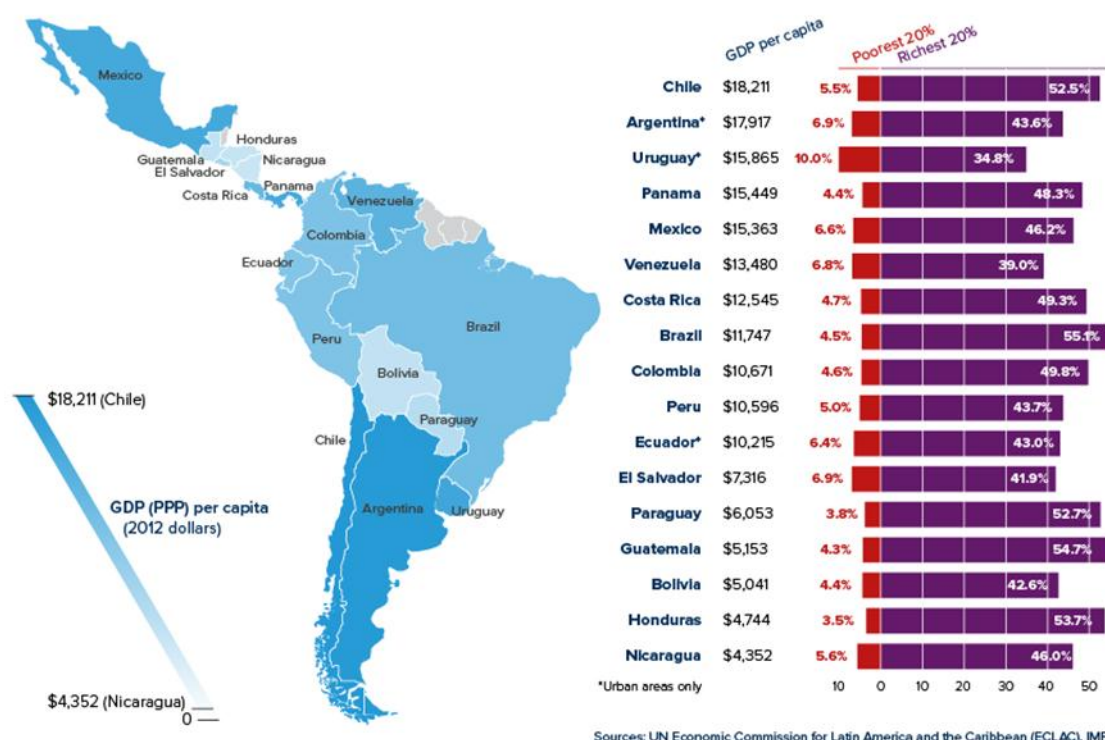 Mexico
Honduras
Guatemala
Nicaragua
El Salvador
Costa Rica
Panama
Venezuela
Colombia
Ecuador
Brazil
Peru
Bolivia
Paraguay
Chile
Argentina
Uruguay
$18,211 (Chile)
GDP (PPP) per capita
(2012 dollars)
$4,352 (Nicaragua)
0
GDP per capita
Poorest 20%
Richest 20%
Chile $18,211 5.5% 52.5%
Argentina* $17,917 6.9% 43.6%
Uruguay* $15,865 10.0% 34.8%
Panama $15,449 4.4% 48.3%
Mexico $15,363 6.6% 46.2%
Venezuela $13,480 6.8% 39.0%
Costa Rica $12,545 4.7% 49.3%
Brazil $11,747 4.5% 55.1%
Colombia $10,671 4.6% 49.8%
Peru $10,596 5.0% 43.7%
Ecuador* $10,215 6.4% 43.0%
El Salvador $7,316 6.9% 41.9%
Paraguay $6,053 3.8% 52.7%
Guatemala $5,153 4.3% 54.7%
Bolivia $5,041 4.4% 42.6%
Honduras $4,744 3.5% 53.7%
Nicaragua $4,352 5.6% 46.0%
*Urban areas only 10 0 10 20 30 40 50
Sources: UN Economic Commission for Latin America and the Caribbean (ECLAC), IMF